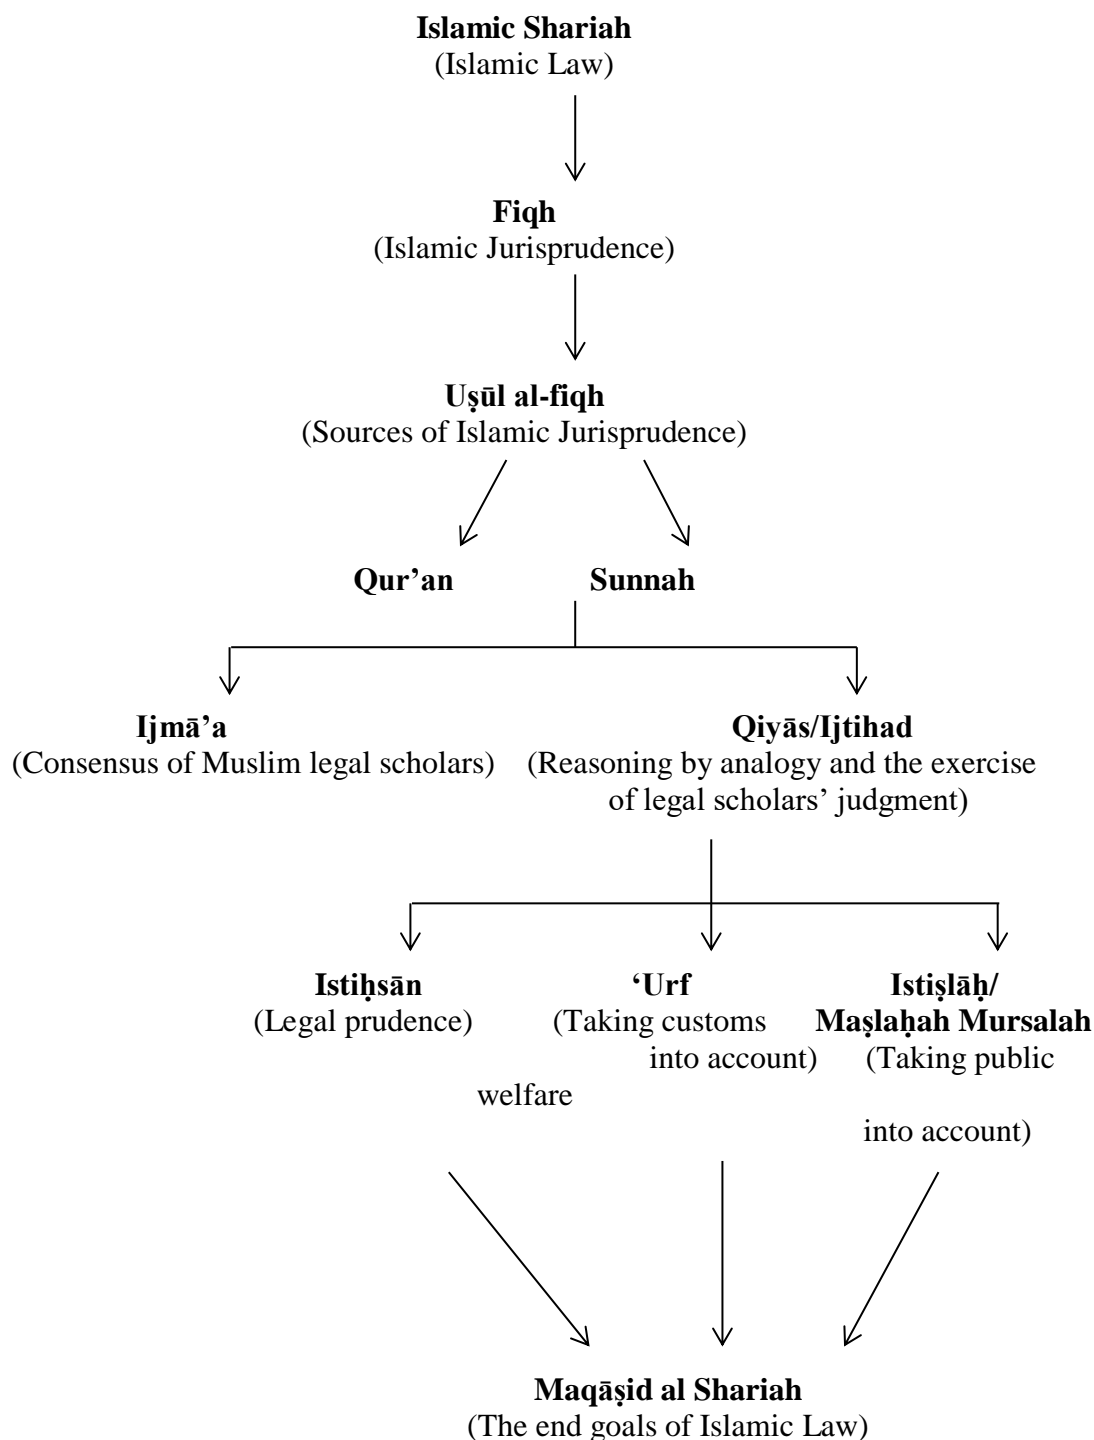 Islamic Shariah
(Islamic Law)
Fiqh
(Islamic Jurisprudence)
Uṣūl al-fiqh
(Sources of Islamic Jurisprudence)
Qur’an Sunnah
Ijmā’a Qiyās/Ijtihad
(Consensus of Muslim legal scholars) (Reasoning by analogy and the exercise
of legal scholars’ judgment)
Istiḥsān ‘Urf Istiṣlāḥ/
(Legal prudence) (Taking customs Maṣlaḥah Mursalah
into account) (Taking public
welfare
into account)
Maqāṣid al Shariah
(The end goals of Islamic Law)